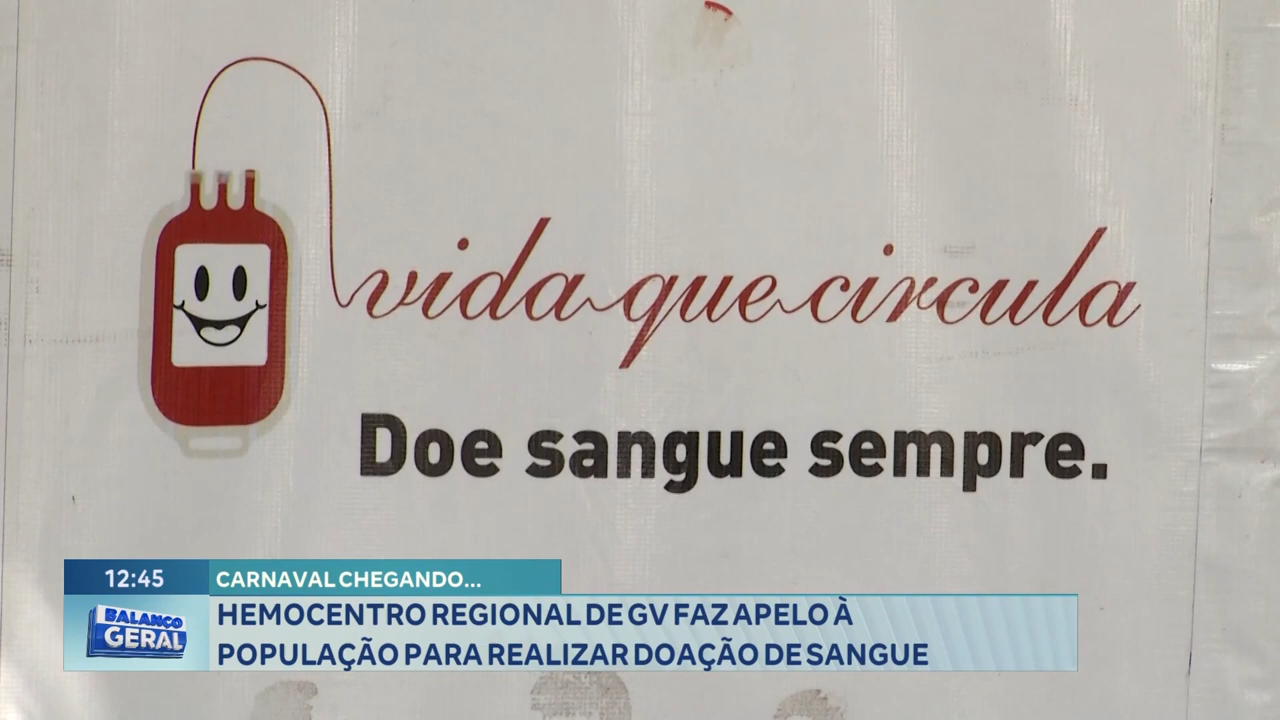 vida que circula
Doe sangue sempre.
12:45
CARNAVAL CHEGANDO...
BALANÇO
GERAL
HEMOCENTRO REGIONAL DE GV FAZ APELO À
POPULAÇÃO PARA REALIZAR DOAÇÃO DE SANGUE